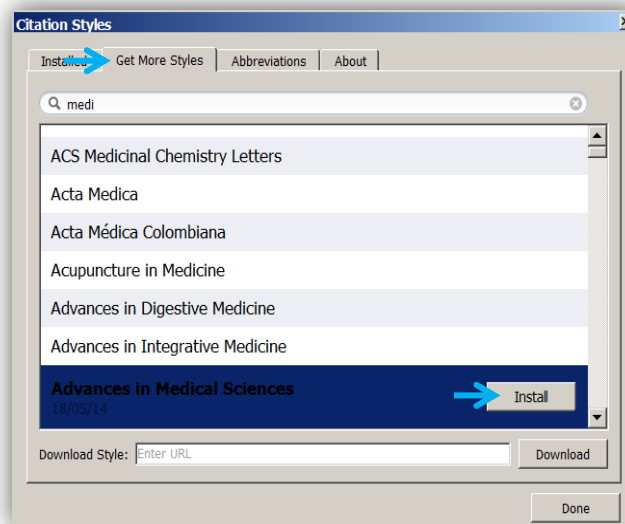 Citation Styles
Installed Get More Styles Abbreviations About
medi
ACS Medicinal Chemistry Letters
Acta Medica
Acta Médica Colombiana
Acupuncture in Medicine
Advances in Digestive Medicine
Advances in Integrative Medicine
Advances in Medical Sciences
18/05/14
Install
Download Style: Enter URL Download
Done